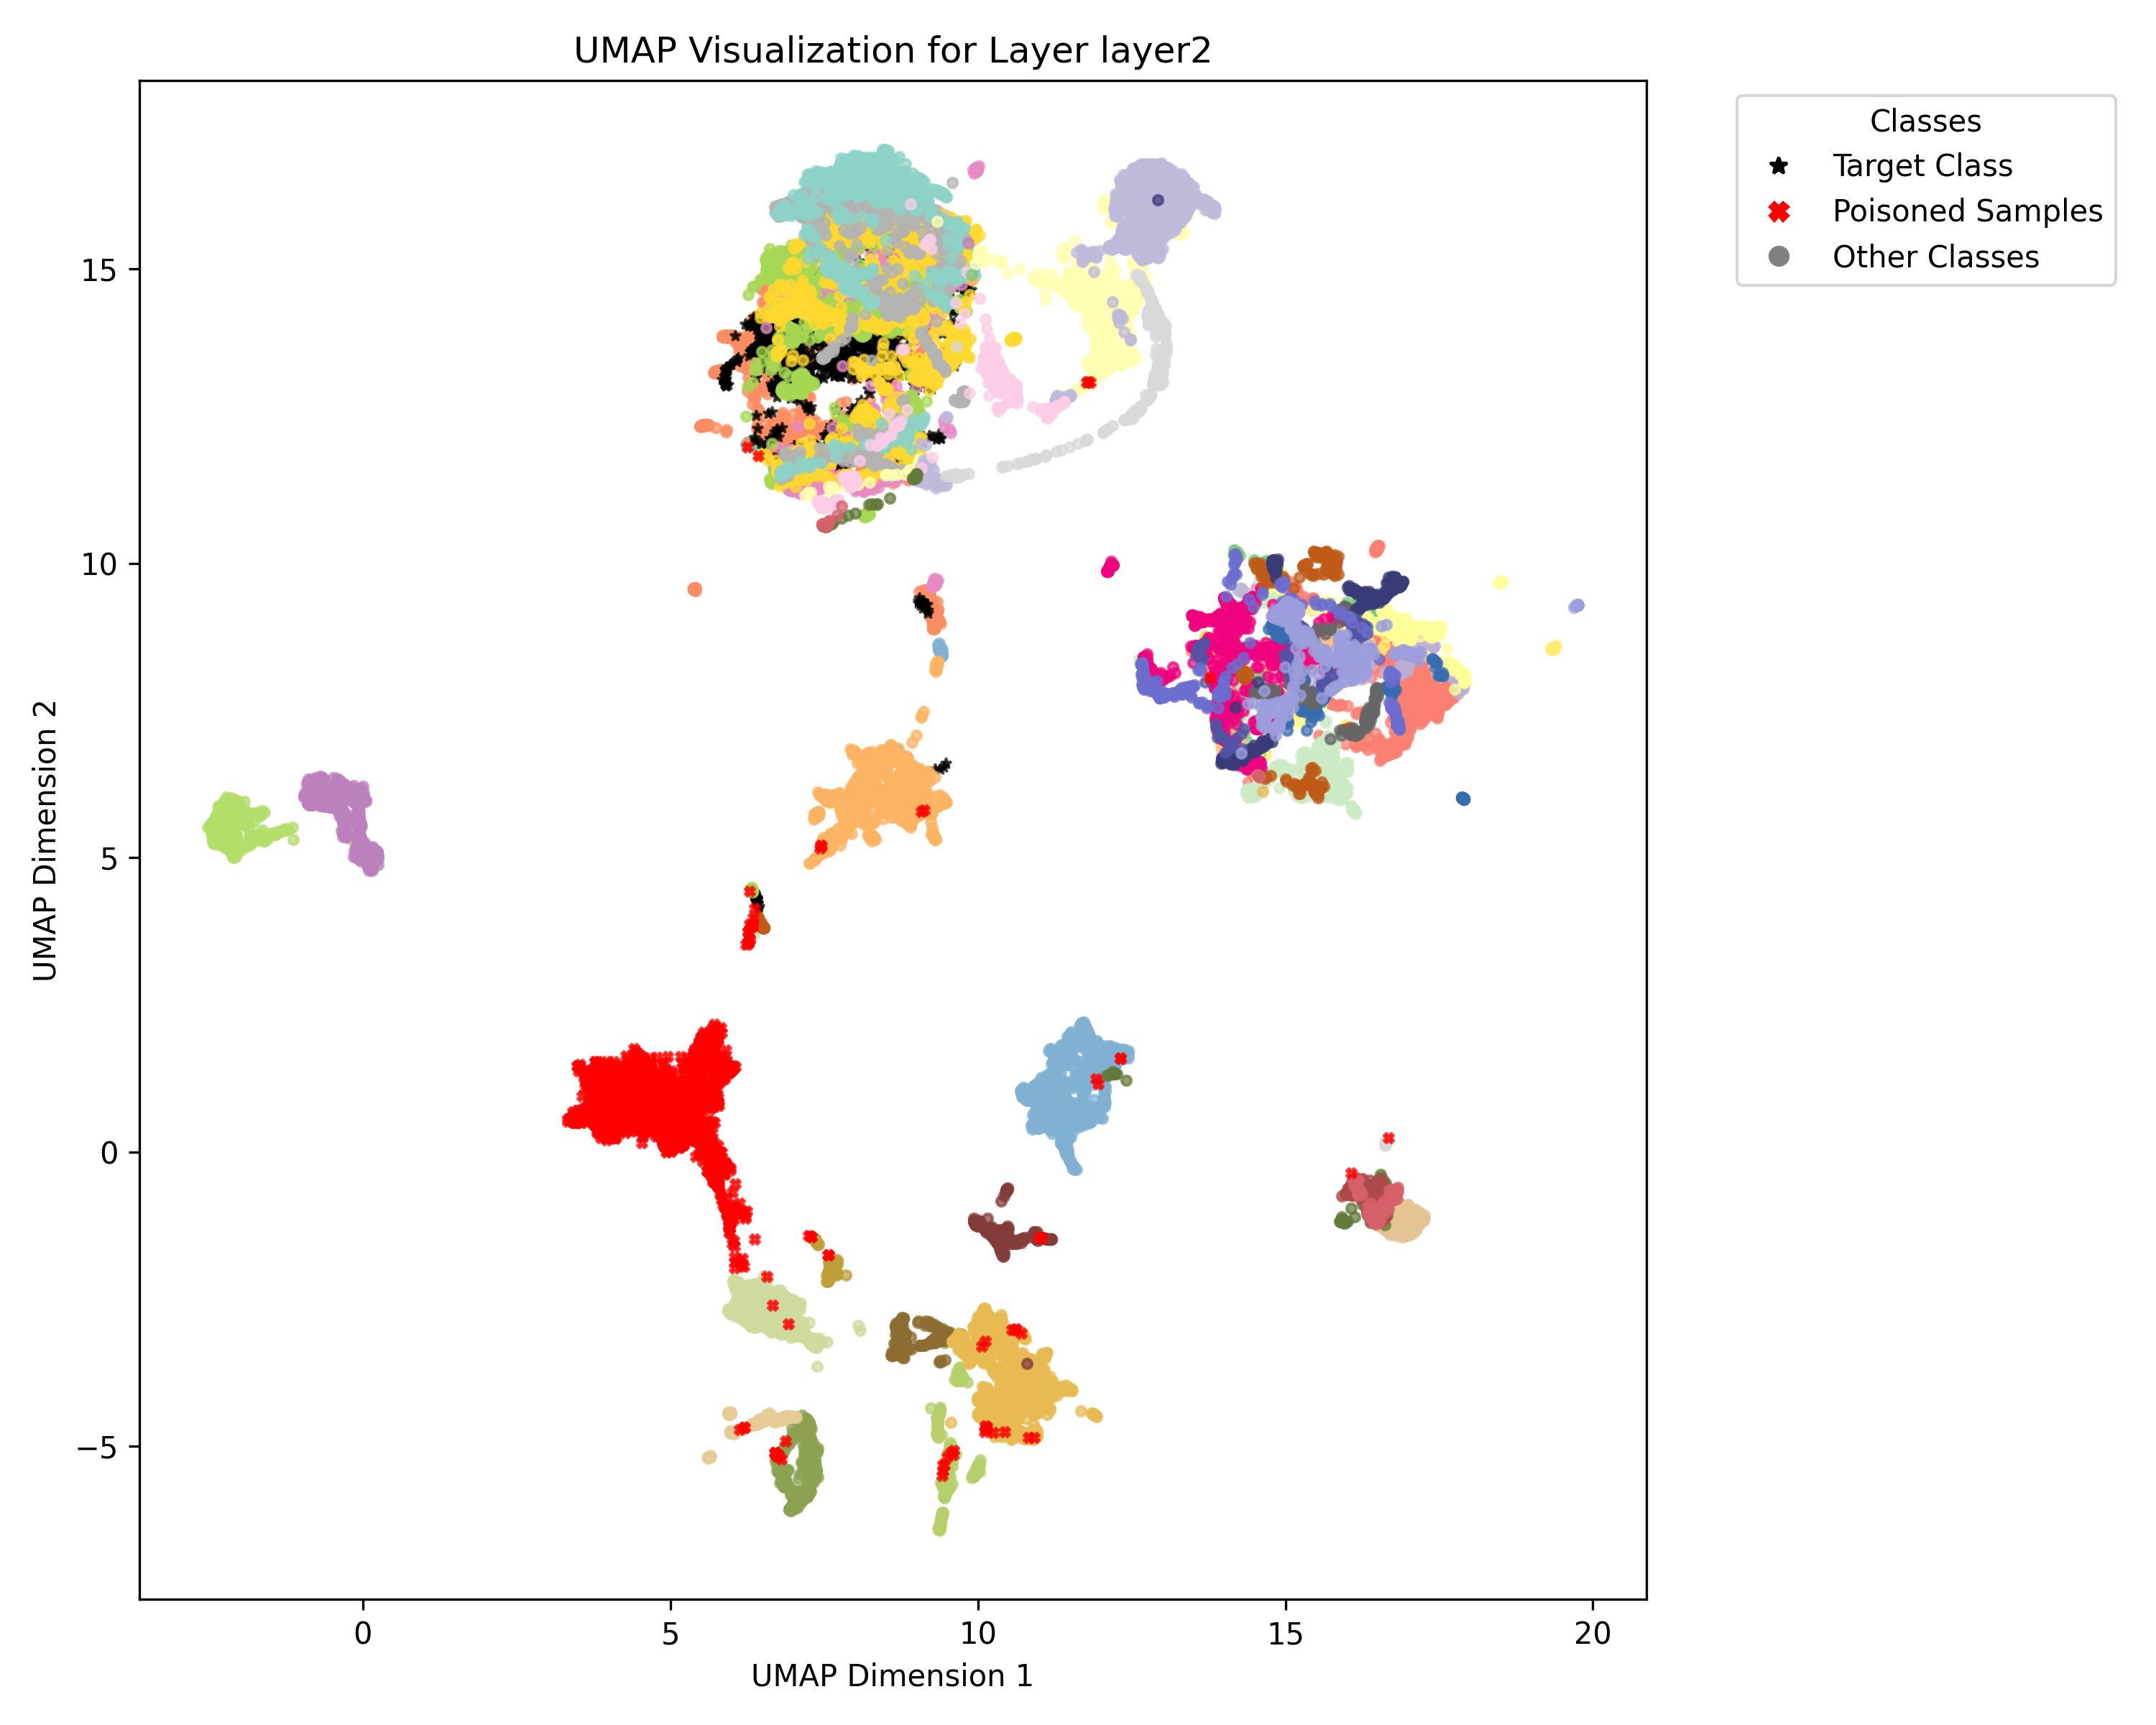 UMAP Visualization for Layer layer2
Classes
Target Class
Poisoned Samples
Other Classes
UMAP Dimension 2
15
10
5
0
−5
0
5
10
15
20
UMAP Dimension 1